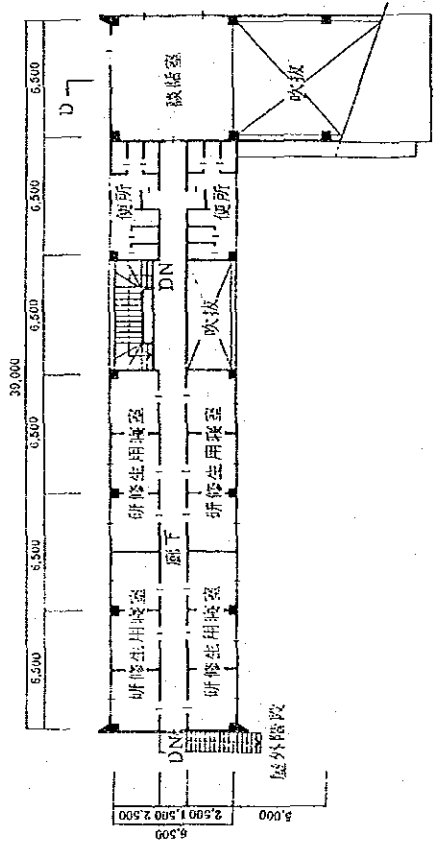 39,000
6,500
6,500
6,500
6,500
6,500
6,500
D
談話室
吹抜
便所
便所
DN
吹抜
研修生用寝室
研修生用寝室
廊下
研修生用寝室
研修生用寝室
DN
屋外階段
2,500 1,500 2,500
6,500
5,000